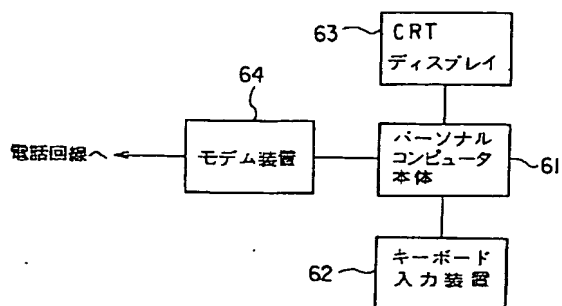 63
CRT
ディスプレイ
64
電話回線へ
モデム装置
パーソナル
コンピュータ
本体
61
62
キーボード
入力装置